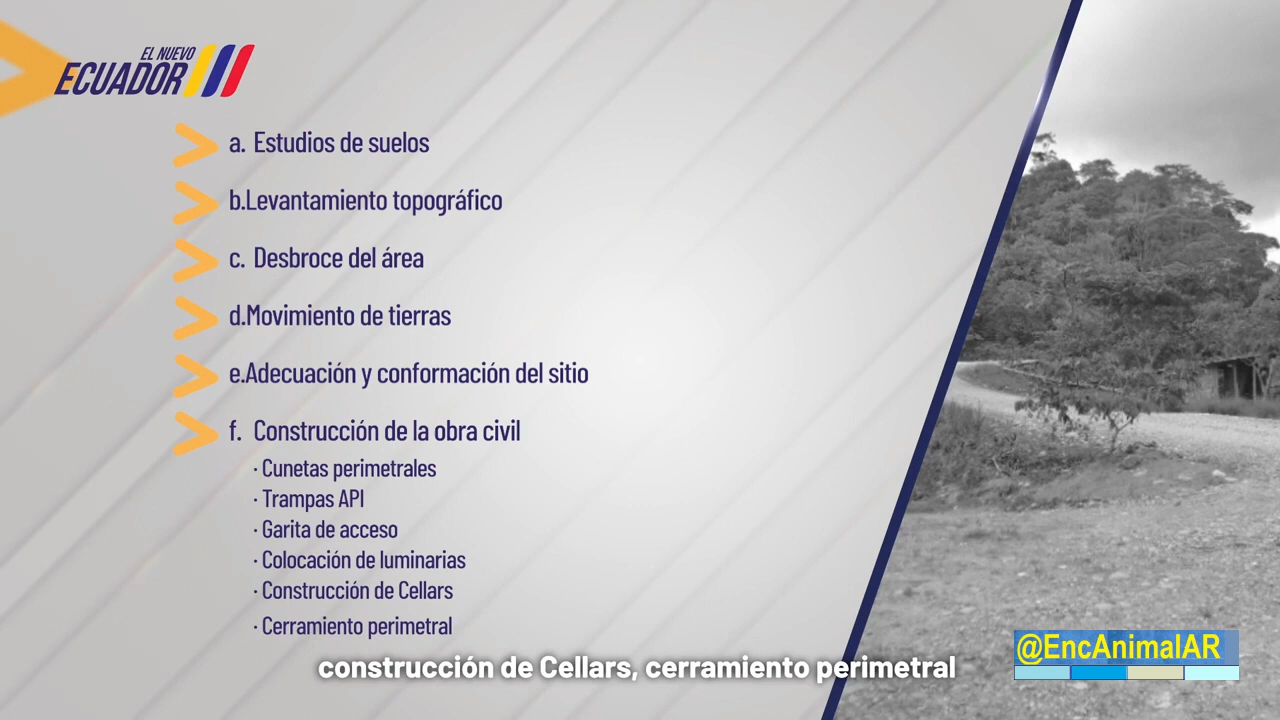 EL NUEVO
ECUADOR
a. Estudios de suelos
b.Levantamiento topográfico
c. Desbroce del área
d.Movimiento de tierras
e.Adecuación y conformación del sitio
f. Construcción de la obra civil
· Cunetas perimetrales
· Trampas API
· Garita de acceso
· Colocación de luminarias
· Construcción de Cellars
· Cerramiento perimetral
construcción de Cellars, cerramiento perimetral
@EncAnimalAR